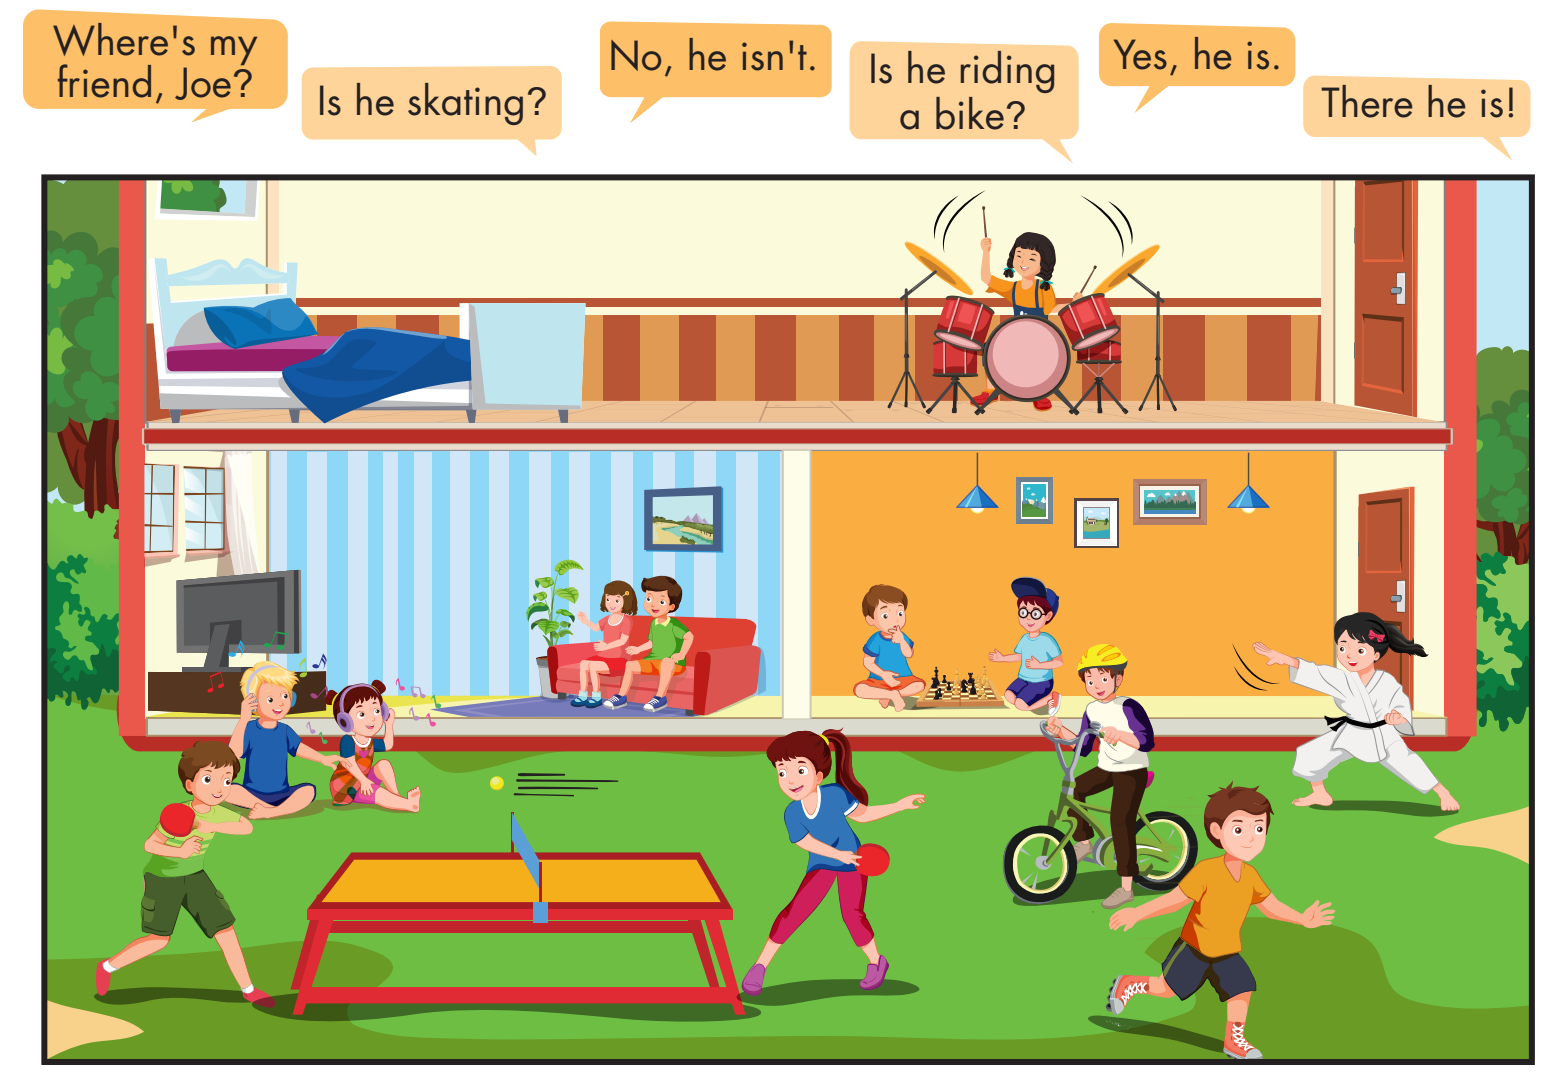 Where's my
friend, Joe?
Is he skating?
No, he isn't.
Is he riding
a bike?
Yes, he is.
There he is!